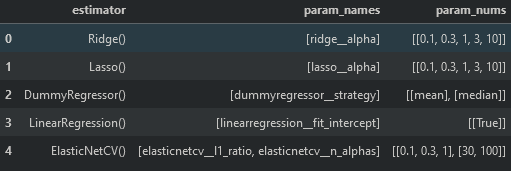 estimator param_names param_nums
0 Ridge() [ridge__alpha] [[0.1, 0.3, 1, 3, 10]]
1 Lasso() [lasso__alpha] [[0.1, 0.3, 1, 3, 10]]
2 DummyRegressor() [dummyregressor__strategy] [[mean], [median]]
3 LinearRegression() [linearregression__fit_intercept] [[True]]
4 ElasticNetCV() [elasticnetcv__l1_ratio, elasticnetcv__n_alphas] [[0.1, 0.3, 1], [30, 100]]